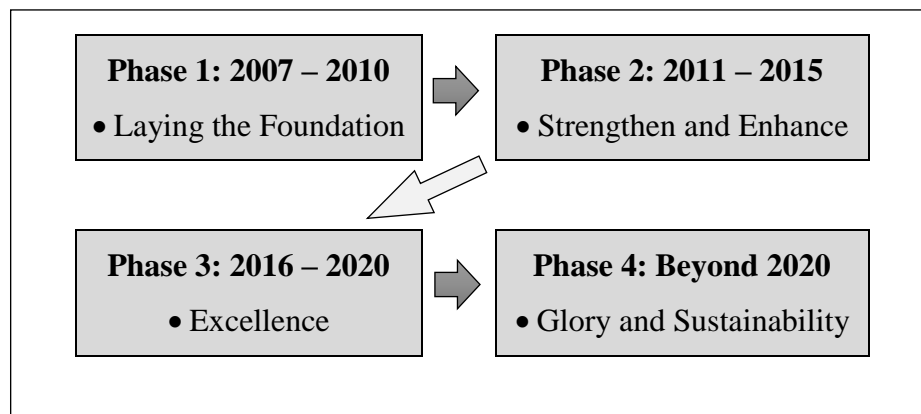 Phase 1: 2007 – 2010
• Laying the Foundation
Phase 2: 2011 – 2015
• Strengthen and Enhance
Phase 3: 2016 – 2020
• Excellence
Phase 4: Beyond 2020
• Glory and Sustainability